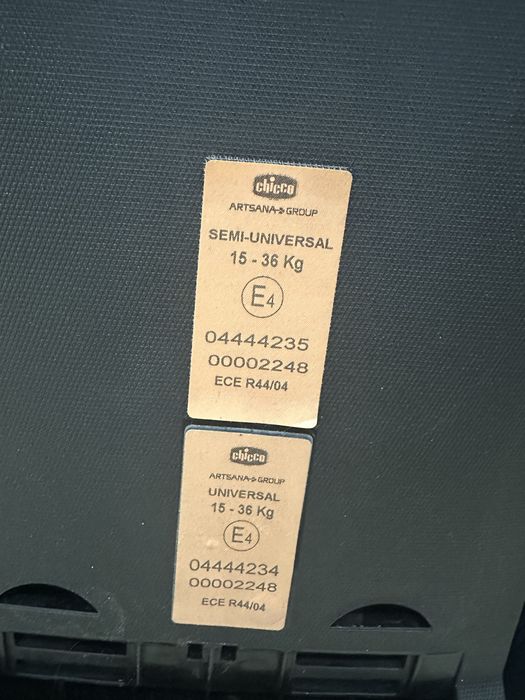 chicco
ARTSANA GROUP
SEMI-UNIVERSAL
15 - 36 Kg
E4
04444235
00002248
ECE R44/04
chicco
ARTSANA GROUP
UNIVERSAL
15 - 36 Kg
E4
04444234
00002248
ECE R44/04